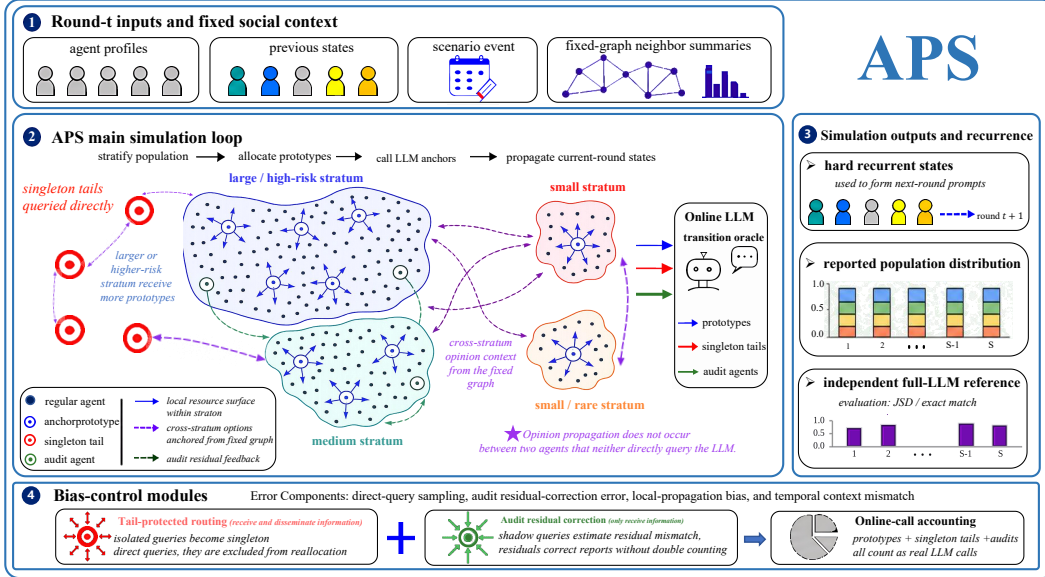 1 Round-t inputs and fixed social context
agent profiles
previous states
scenario event
fixed-graph neighbor summaries
APS
2 APS main simulation loop
stratify population
allocate prototypes
call LLM anchors
propagate current-round states
singleton tails
queried directly
large / high-risk stratum
small stratum
larger or
higher-risk
stratum receive
more prototypes
cross-stratum
opinion context
from the fixed
graph
medium stratum
small / rare stratum
Opinion propagation does not occur
between two agents that neither directly query the LLM.
Online LLM
transition oracle
prototypes
singleton tails
audit agents
regular agent
anchorprototype
singleton tail
audit agent
local resource surface
within straton
cross-stratum options
anchored from fixed graph
audit residual feedback
3 Simulation outputs and recurrence
➢ hard recurrent states
used to form next-round prompts
round t + 1
➢ reported population distribution
1.0
0.5
0.0
1 2 ••• S-1 S
➢ independent full-LLM reference
evaluation: JSD / exact match
1.0
0.5
0.0
1 2 • • • S-1 S
4 Bias-control modules
Error Components: direct-query sampling, audit residual-correction error, local-propagation bias, and temporal context mismatch
Tail-protected routing (receive and disseminate information)
isolated gueries become singleton
direct queries, they are excluded from reallocation
Audit residual correction (only receive information)
shadow queries estimate residual mismatch,
residuals correct reports without double counting
Online-call accounting
prototypes + singleton tails +audits
all count as real LLM calls